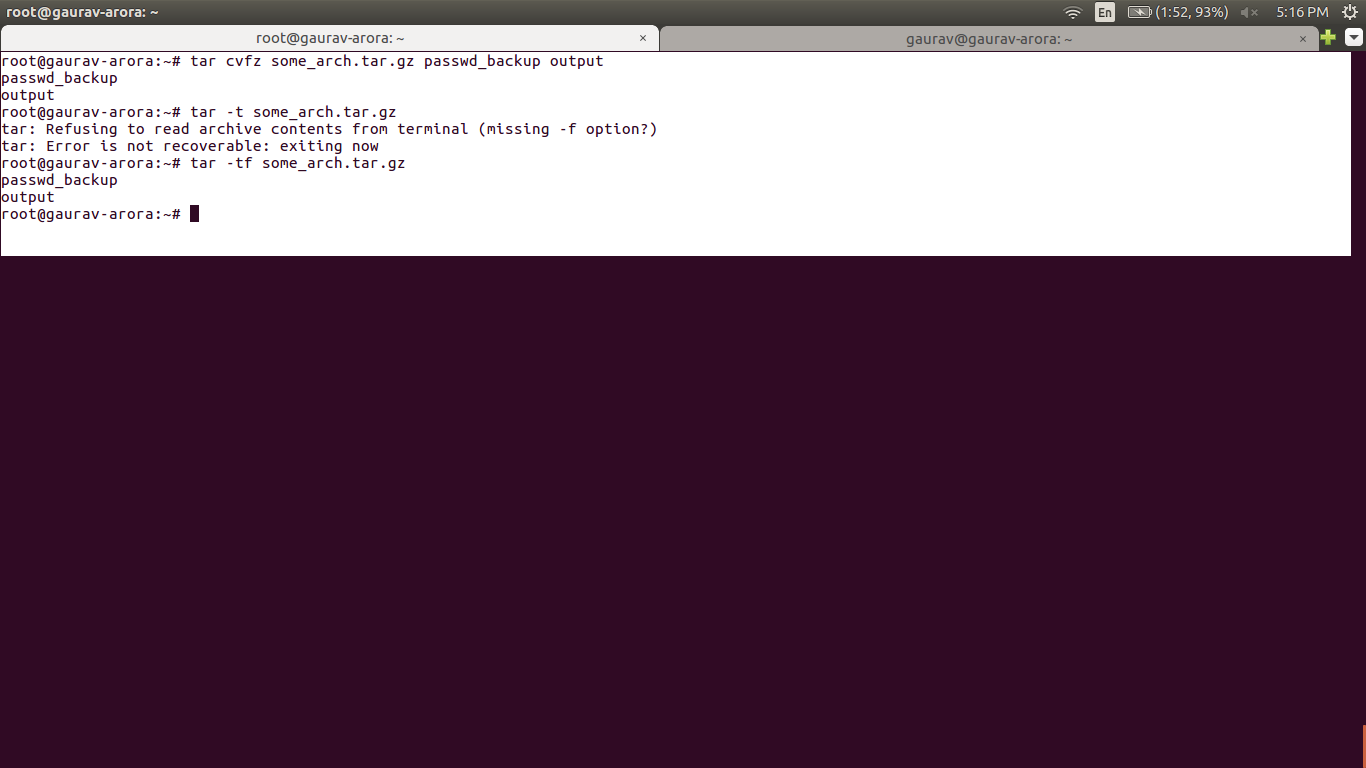 root@gaurav-arora: ~
En (1:52, 93%) 5:16 PM
root@gaurav-arora: ~ × gaurav@gaurav-arora: ~ ×
root@gaurav-arora:~# tar cvfz some_arch.tar.gz passwd_backup output
passwd_backup
output
root@gaurav-arora:~# tar -t some_arch.tar.gz
tar: Refusing to read archive contents from terminal (missing -f option?)
tar: Error is not recoverable: exiting now
root@gaurav-arora:~# tar -tf some_arch.tar.gz
passwd_backup
output
root@gaurav-arora:~#